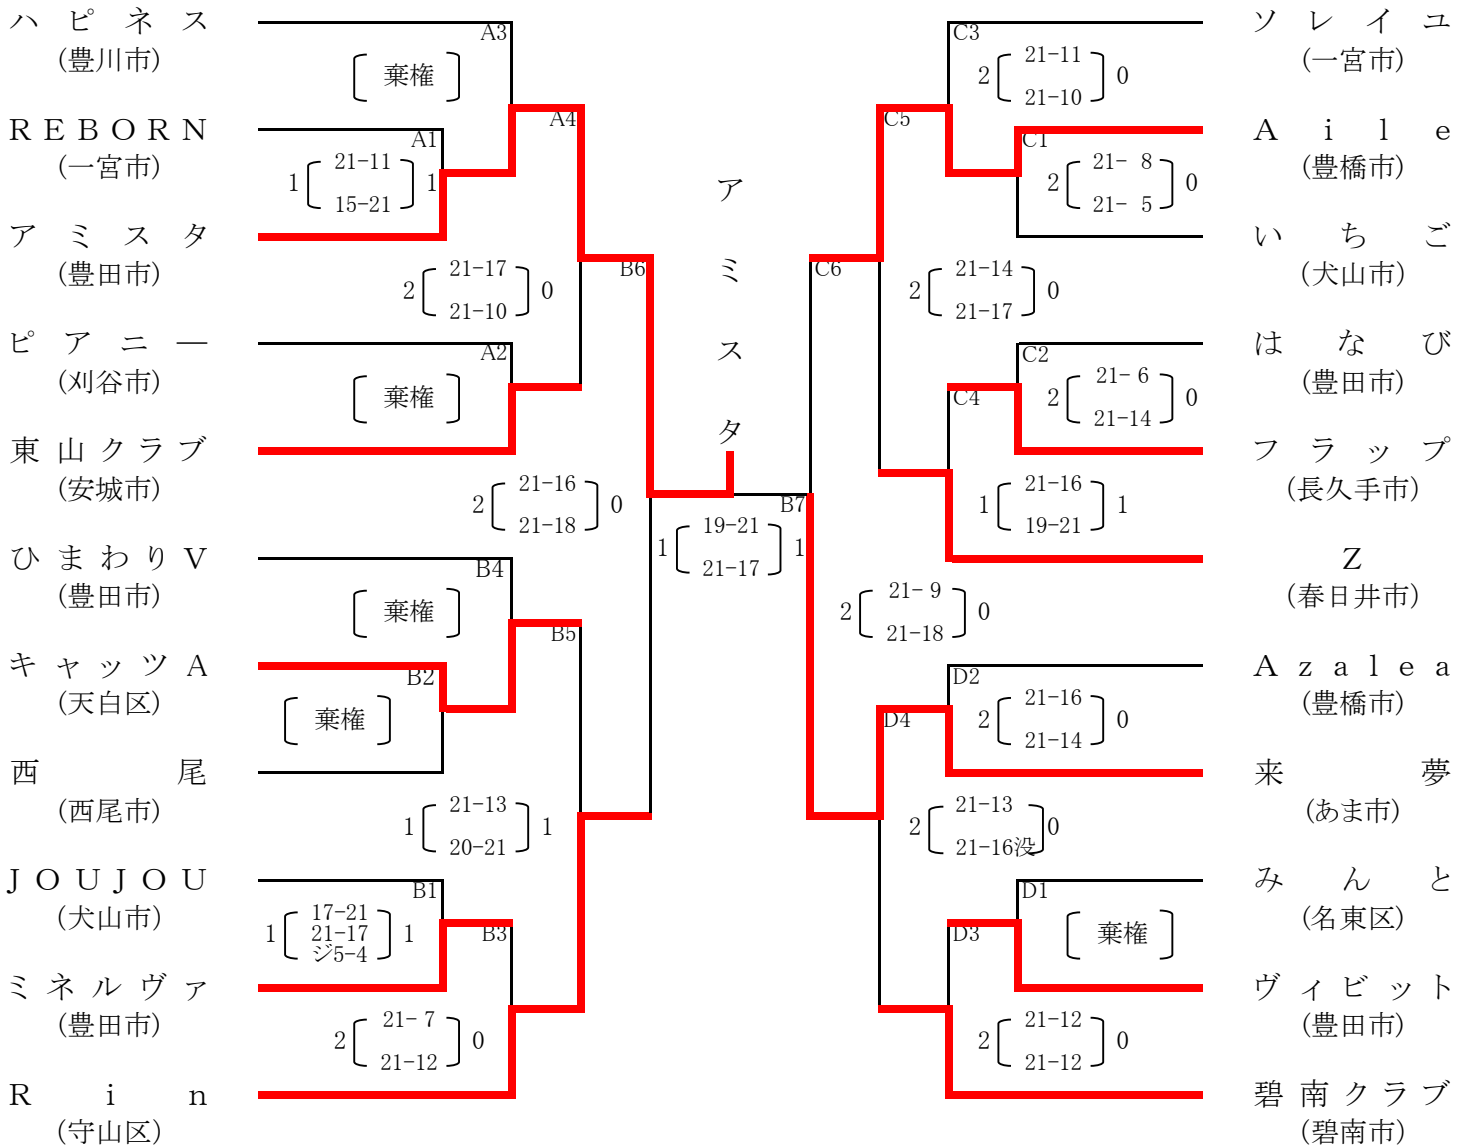 ハピネス
(豊川市)
A3
棄権
REBORN
(一宮市)
A1
A4
1 21-11 1
15-21
アミスタ
(豊田市)
2 21-17 0
21-10
B6
ピアニー
(刈谷市)
A2
棄権
東山クラブ
(安城市)
2 21-16 0
21-18
ひまわりV
(豊田市)
B4
棄権
キャッツA
(天白区)
B2
B5
棄権
西尾
(西尾市)
1 21-13 1
20-21
JOUJOU
(犬山市)
B1
17-21
1 21-17 1
ジ5-4
B3
ミネルヴァ
(豊田市)
2 21- 7 0
21-12
Rin
(守山区)
アミスタ
B7
1 19-21 1
21-17
ソレイユ
(一宮市)
C3
2 21-11 0
21-10
Aile
(豊橋市)
C1
C5
2 21- 8 0
21- 5
いちご
(犬山市)
C6
2 21-14 0
21-17
はなび
(豊田市)
C2
2 21- 6 0
21-14
C4
フラップ
(長久手市)
1 21-16 1
19-21
Z
(春日井市)
2 21- 9 0
21-18
Azalea
(豊橋市)
D2
2 21-16 0
21-14
D4
来夢
(あま市)
2 21-13 0
21-16没
みんと
(名東区)
D1
棄権
D3
ヴィビット
(豊田市)
2 21-12 0
21-12
碧南クラブ
(碧南市)